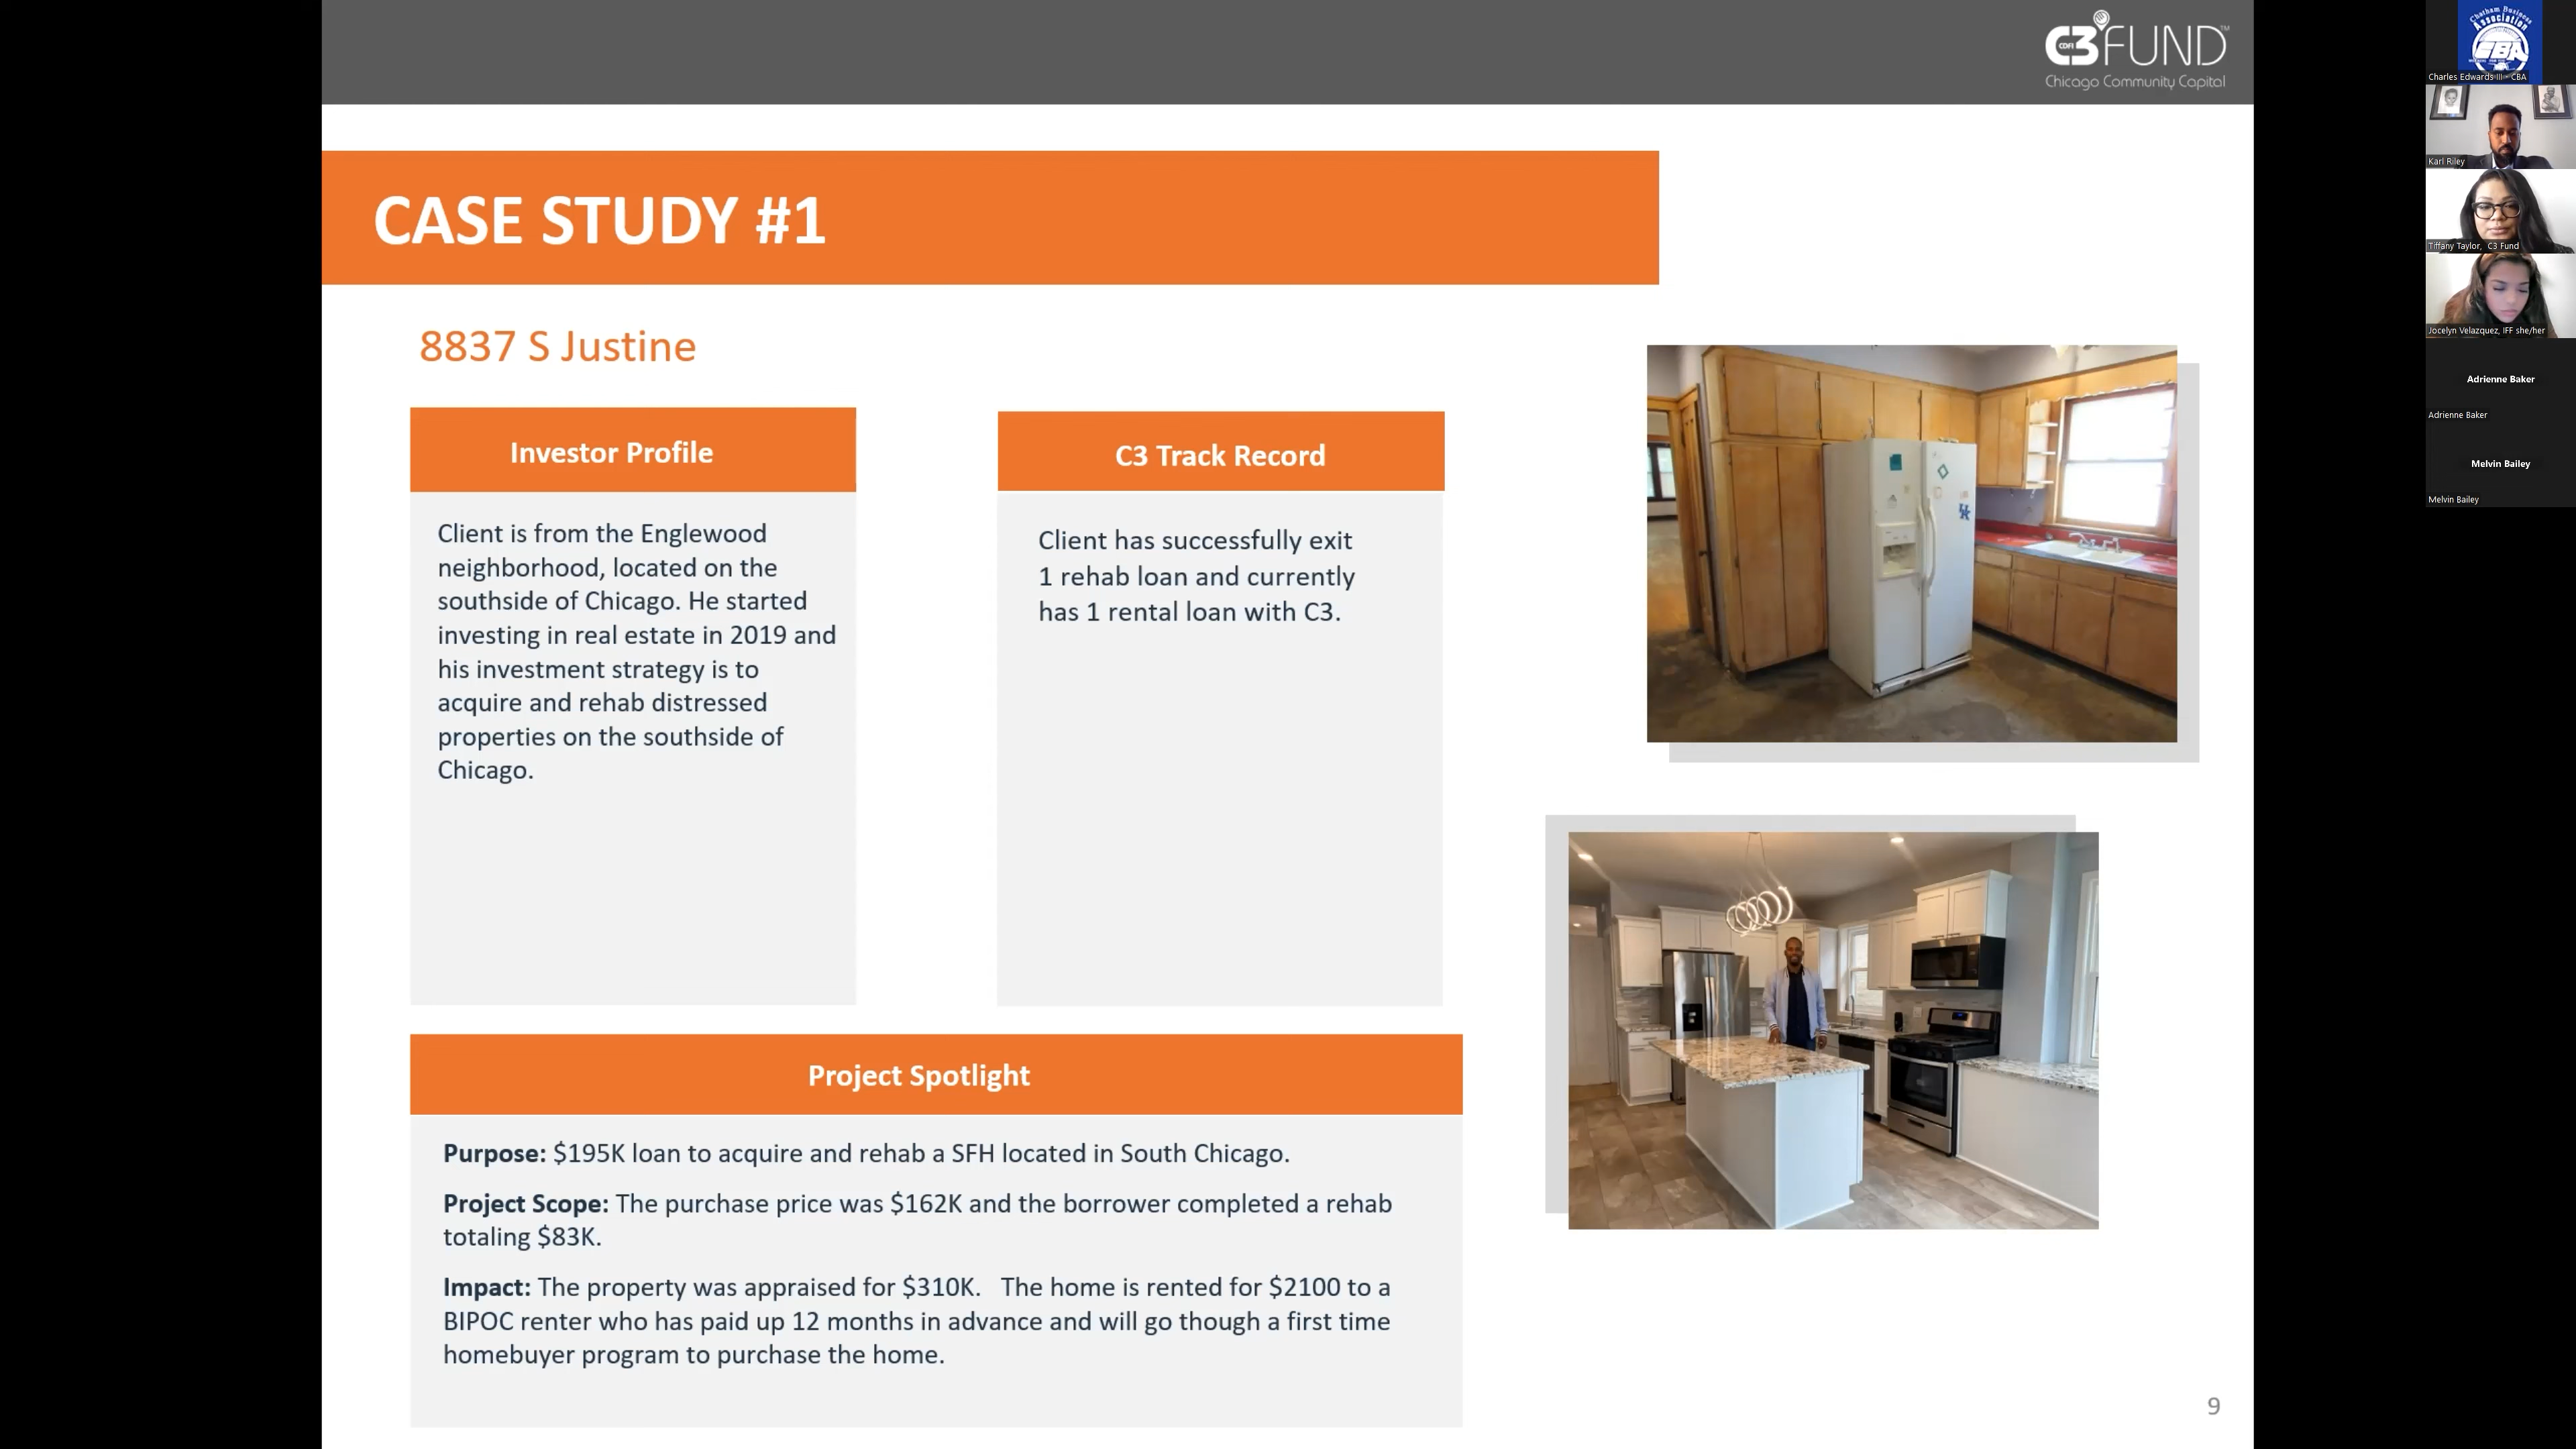 C3 FUND™
CDFI
Chicago Community Capital
CASE STUDY #1
8837 S Justine
Investor Profile
Client is from the Englewood
neighborhood, located on the
southside of Chicago. He started
investing in real estate in 2019 and
his investment strategy is to
acquire and rehab distressed
properties on the southside of
Chicago.
C3 Track Record
Client has successfully exit
1 rehab loan and currently
has 1 rental loan with C3.
Project Spotlight
Purpose: $195K loan to acquire and rehab a SFH located in South Chicago.
Project Scope: The purchase price was $162K and the borrower completed a rehab
totaling $83K.
Impact: The property was appraised for $310K.   The home is rented for $2100 to a
BIPOC renter who has paid up 12 months in advance and will go though a first time
homebuyer program to purchase the home.
9
Chatham Business
Association
CBA
Charles Edwards III - CBA
Karl Riley
Tiffany Taylor, C3 Fund
Jocelyn Velazquez, IFF she/her
Adrienne Baker
Adrienne Baker
Melvin Bailey
Melvin Bailey